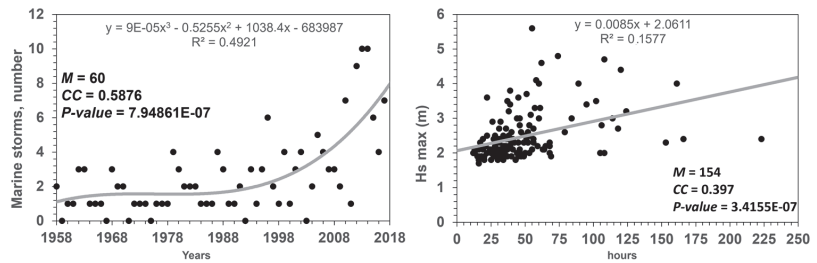 y = 9E-05x³ - 0.5255x² + 1038.4x - 683987
R² = 0.4921
M = 60
CC = 0.5876
P-value = 7.94861E-07
Marine storms, number
12
10
8
6
4
2
0
1958 1968 1978 1988 1998 2008 2018
Years
y = 0.0085x + 2.0611
R² = 0.1577
Hs max (m)
6
5
4
3
2
1
0
M = 154
CC = 0.397
P-value = 3.4155E-07
0 25 50 75 100 125 150 175 200 225 250
hours